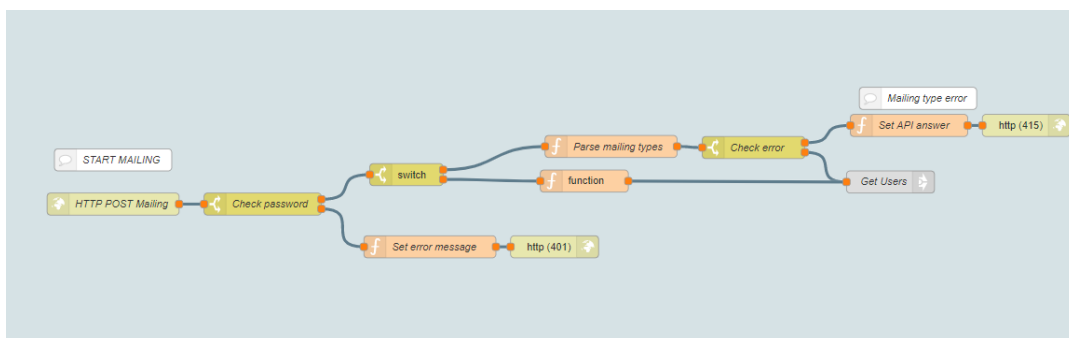 Mailing type error
Set API answer
http (415)
START MAILING
Parse mailing types
Check error
switch
function
Get Users
HTTP POST Mailing
Check password
Set error message
http (401)